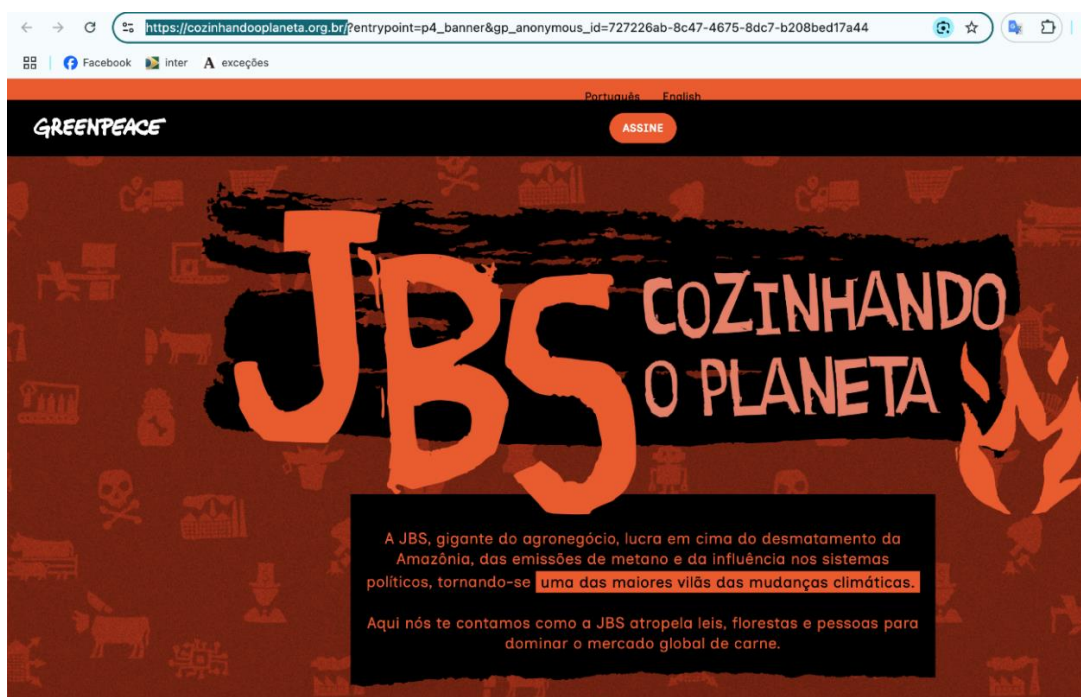 https://cozinhandooplaneta.org.br/?entrypoint=p4_banner&gp_anonymous_id=727226ab-8c47-4675-8dc7-b208bed17a44
Facebook inter A exceções
Português English
GREENPEACE ASSINE
JBS COZINHANDO
O PLANETA
A JBS, gigante do agronegócio, lucra em cima do desmatamento da
Amazônia, das emissões de metano e da influência nos sistemas
políticos, tornando-se uma das maiores vilãs das mudanças climáticas.
Aqui nós te contamos como a JBS atropela leis, florestas e pessoas para
dominar o mercado global de carne.